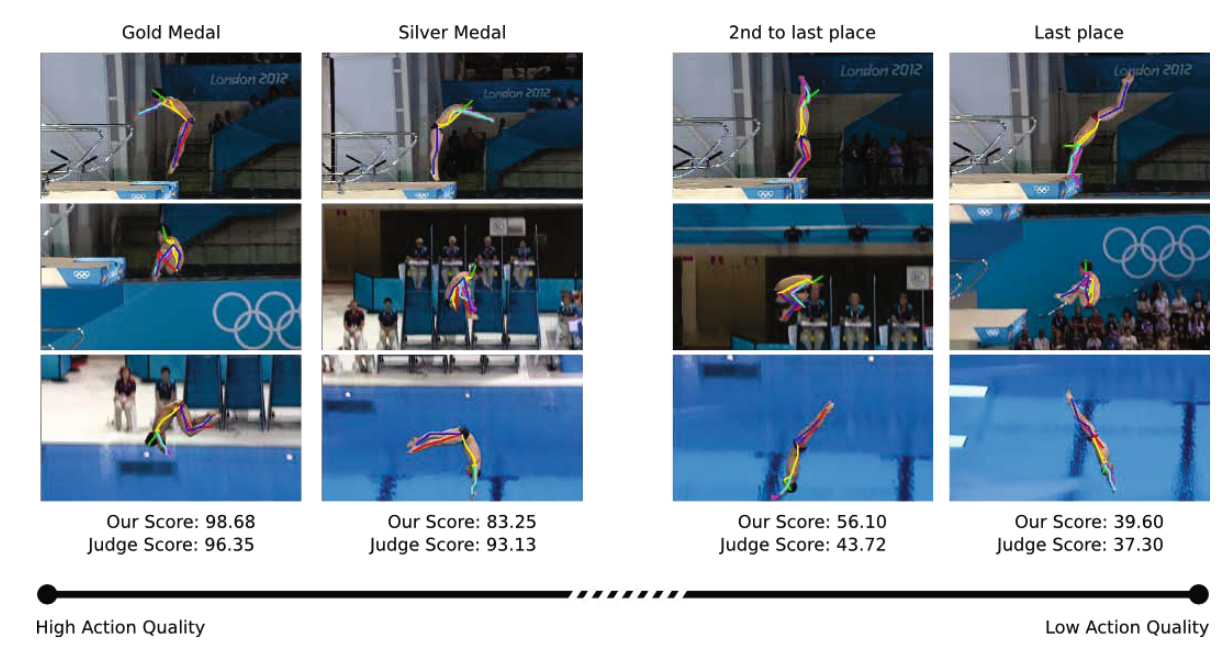 Gold Medal
Silver Medal
2nd to last place
Last place
London 2012
London 2012
London 2012
London 2012
Our Score: 98.68
Judge Score: 96.35
Our Score: 83.25
Judge Score: 93.13
Our Score: 56.10
Judge Score: 43.72
Our Score: 39.60
Judge Score: 37.30
High Action Quality
Low Action Quality